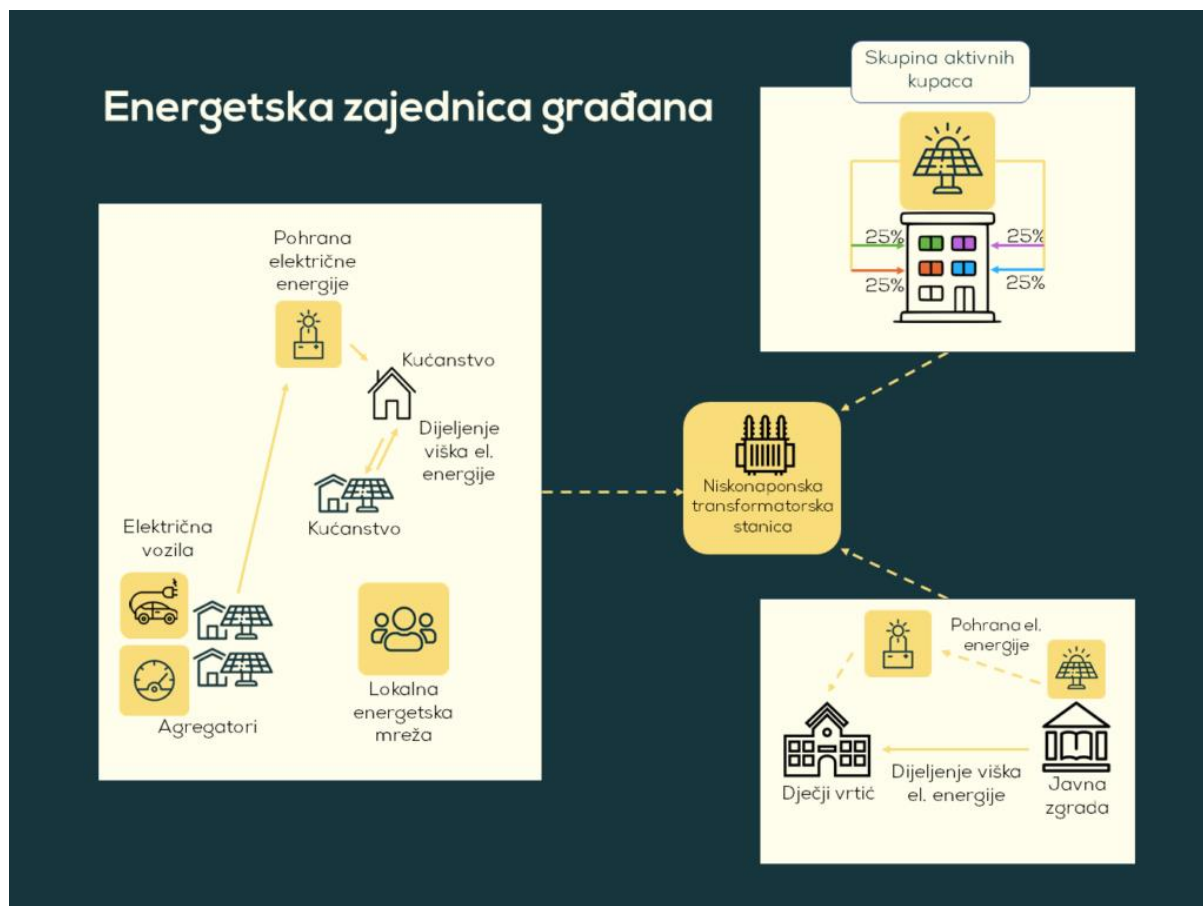 Energetska zajednica građana
Pohrana
električne
energije
Kućanstvo
Dijeljenje
viška el.
energije
Kućanstvo
Električna
vozila
Agregatori
Lokalna
energetska
mreža
Niskonaponska
transformatorska
stanica
Skupina aktivnih
kupaca
25%
25%
25%
25%
Pohrana el.
energije
Dječji vrtić
Dijeljenje viška
el. energije
Javna
zgrada